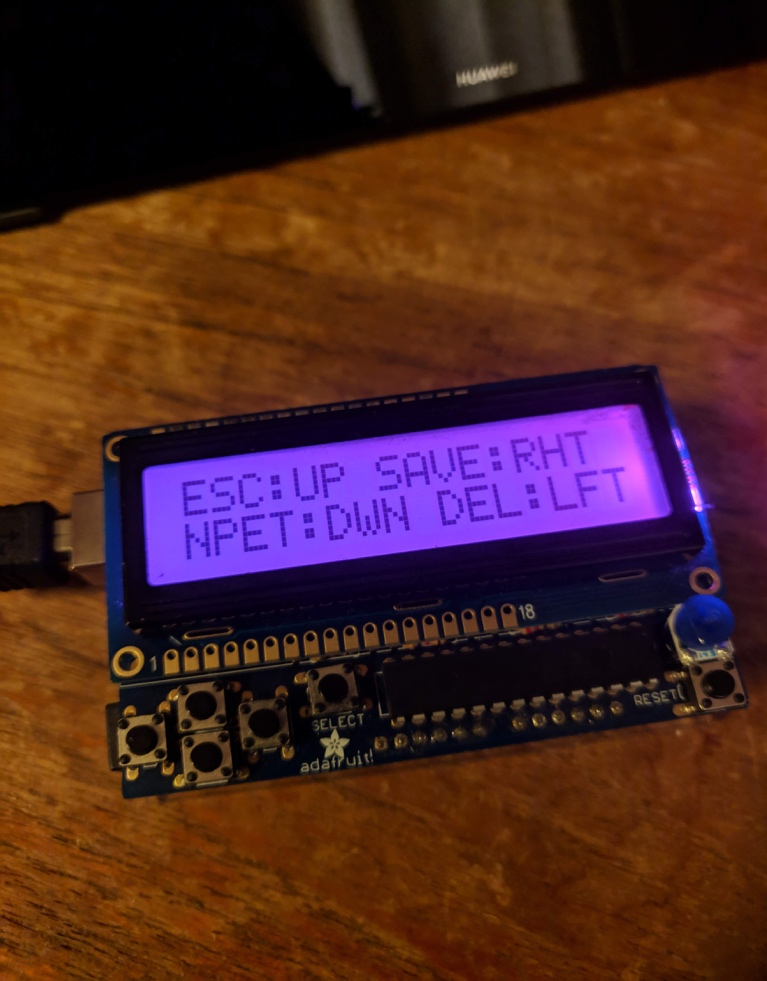 HUAWEI
ESC:UP SAVE:RHT
NPET:DWN DEL:LFT
1
18
SELECT
RESET
adafruit!